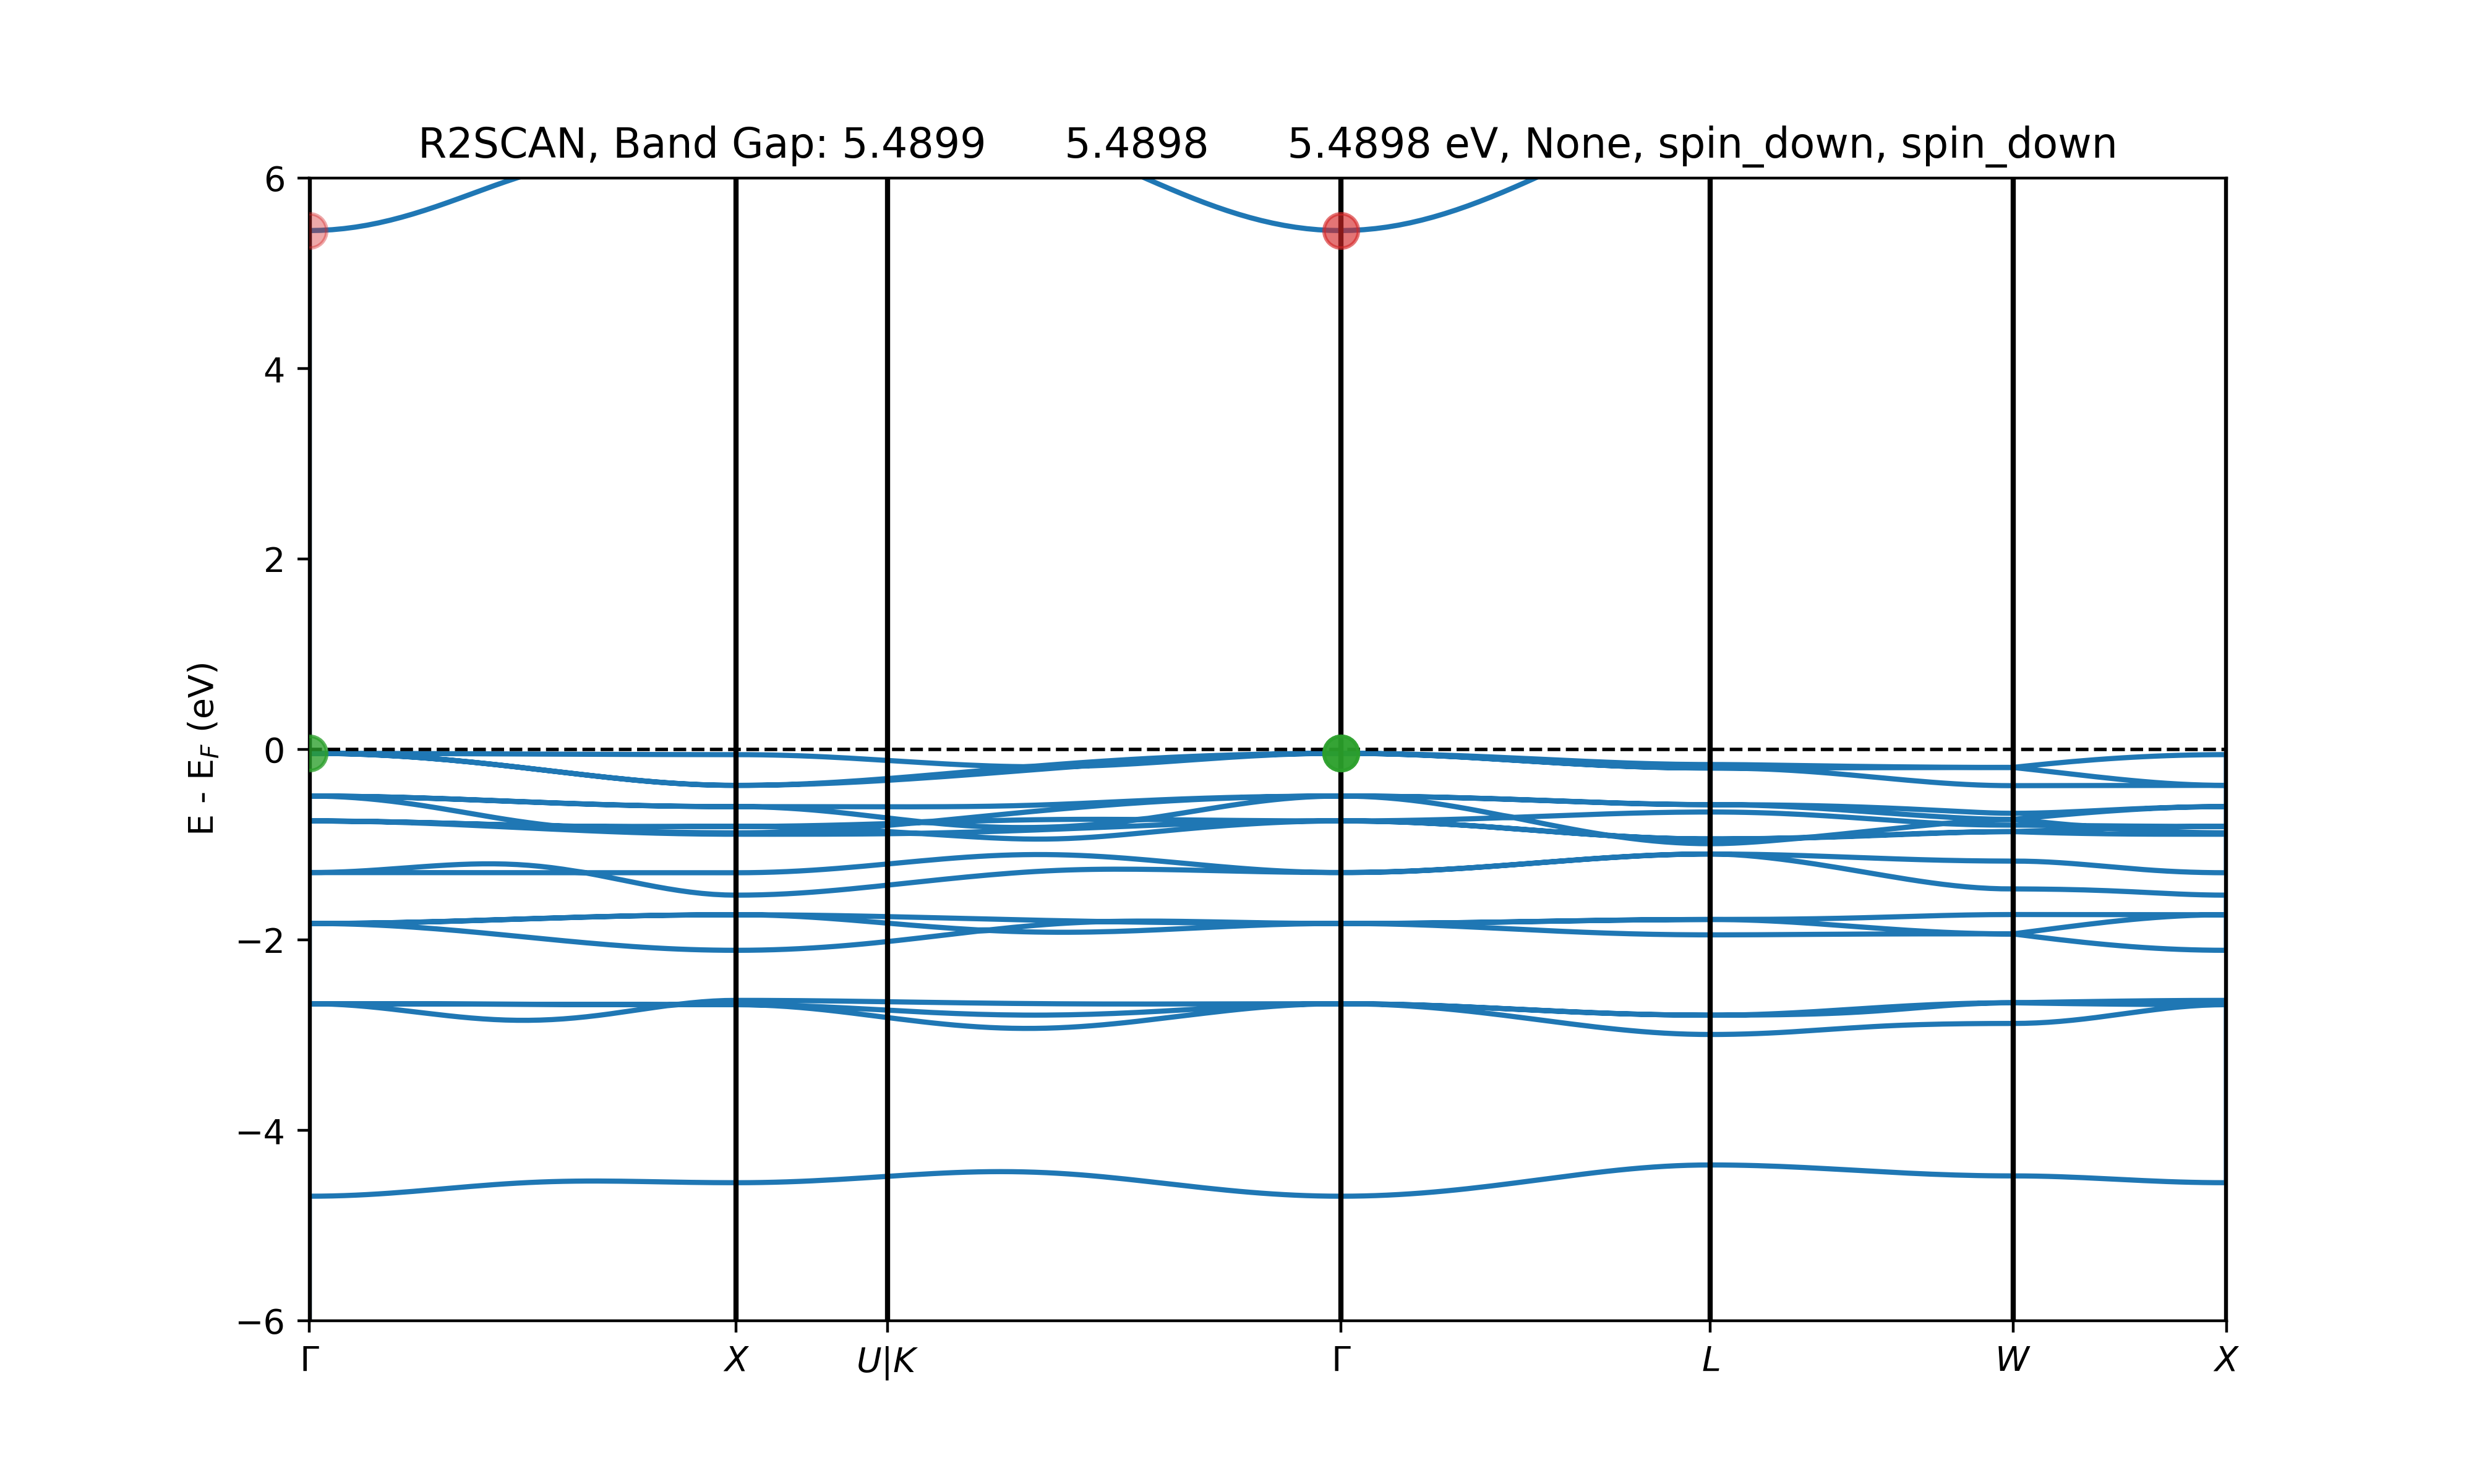 R2SCAN, Band Gap: 5.4899 5.4898 5.4898 eV, None, spin_down, spin_down
6
4
2
0
−2
−4
−6
E - E_F (eV)
Γ X U|K Γ L W X